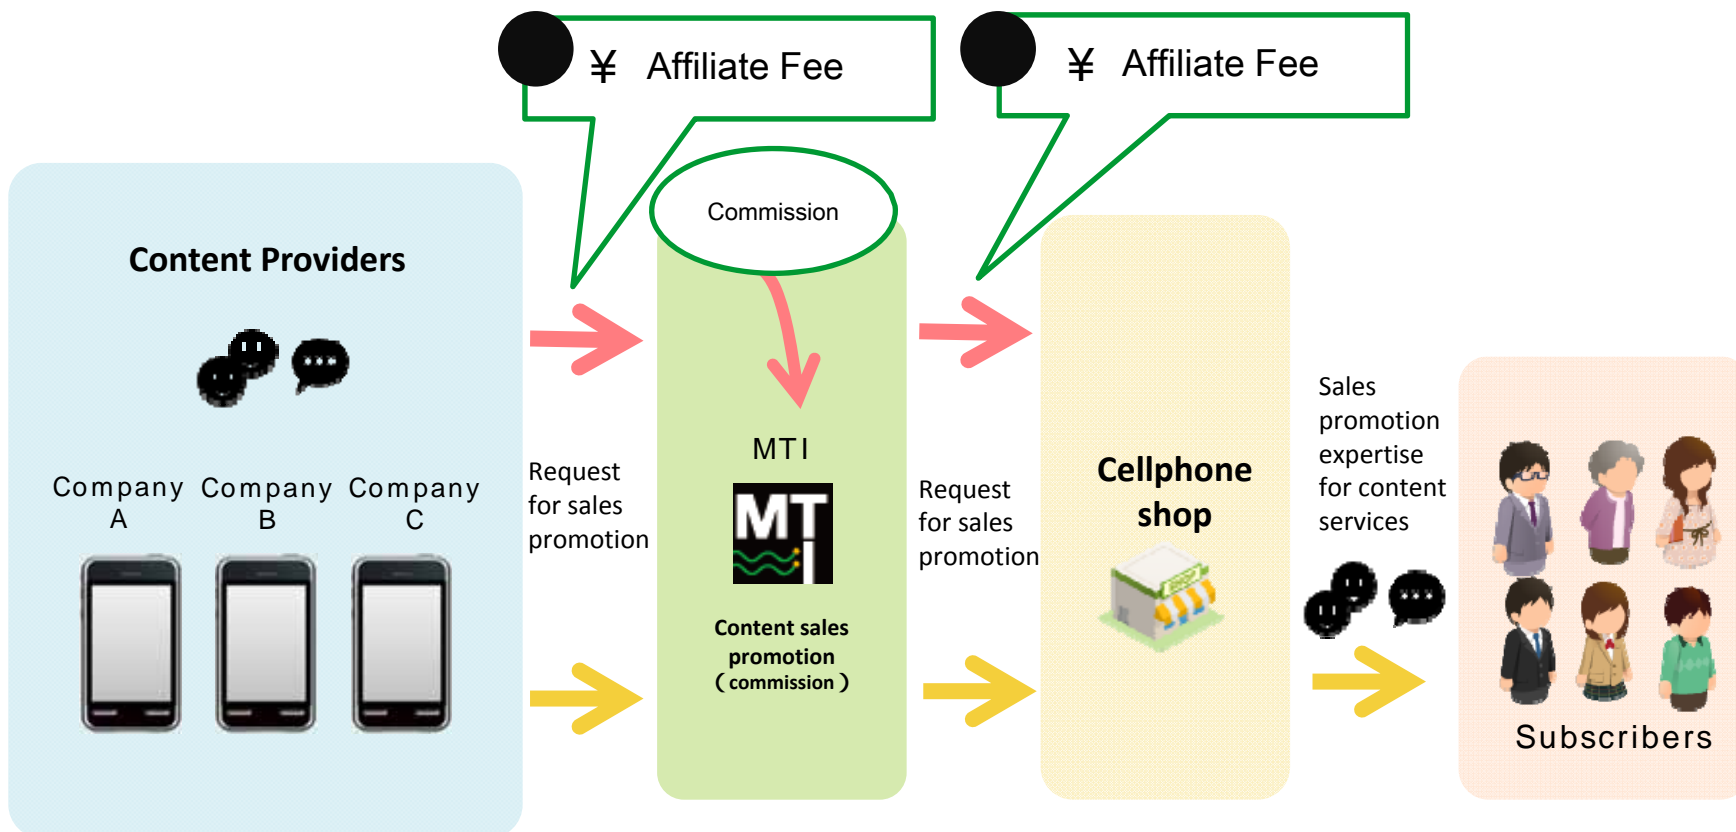 ¥ Affiliate Fee
¥ Affiliate Fee
Commission
Content Providers
Company
A
Company
B
Company
C
Request
for sales
promotion
MTI
MT
I
Content sales
promotion
( commission )
Request
for sales
promotion
Cellphone
shop
SHOP
Sales
promotion
expertise
for content
services
Subscribers